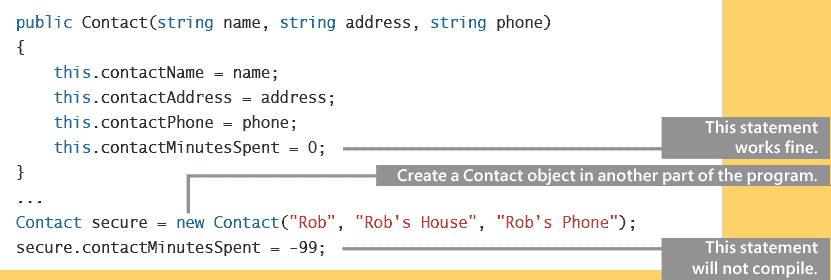 public Contact(string name, string address, string phone)
{
this.contactName = name;
this.contactAddress = address;
this.contactPhone = phone;
this.contactMinutesSpent = 0;
This statement
works fine.
}
Create a Contact object in another part of the program.
...
Contact secure = new Contact("Rob", "Rob's House", "Rob's Phone");
secure.contactMinutesSpent = -99;
This statement
will not compile.